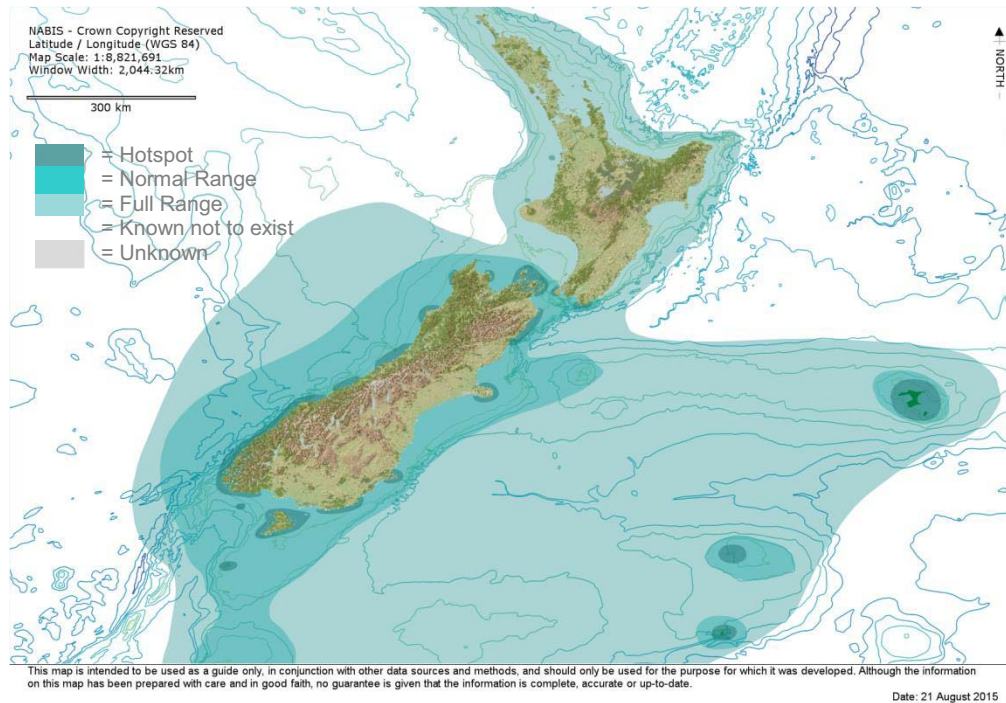 NABIS - Crown Copyright Reserved
Latitude / Longitude (WGS 84)
Map Scale: 1:8,821,691
Window Width: 2,044.32km
300 km
NORTH
= Hotspot
= Normal Range
= Full Range
= Known not to exist
= Unknown
This map is intended to be used as a guide only, in conjunction with other data sources and methods, and should only be used for the purpose for which it was developed. Although the information
on this map has been prepared with care and in good faith, no guarantee is given that the information is complete, accurate or up-to-date.
Date: 21 August 2015